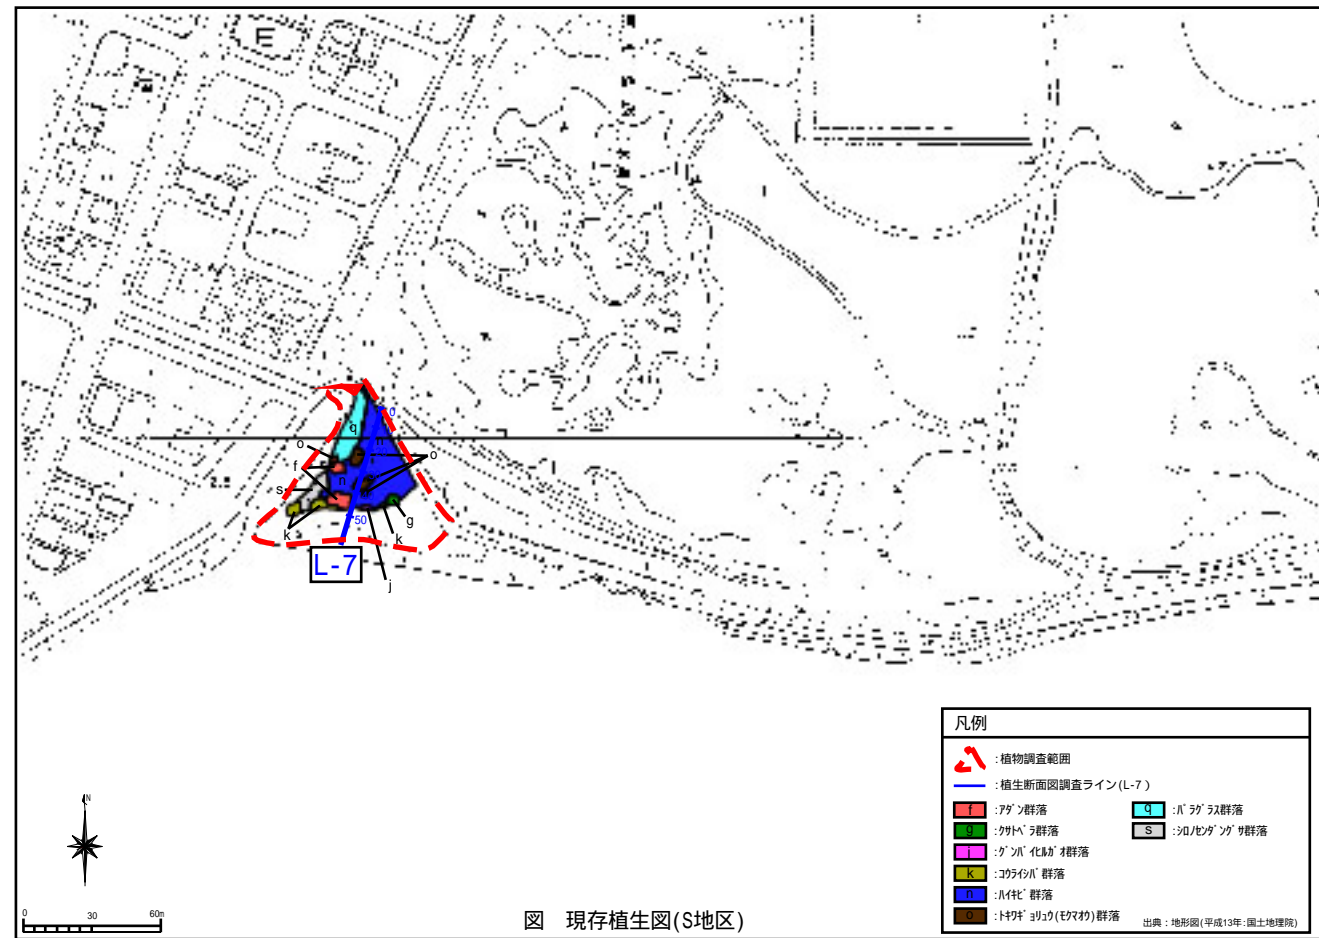 E
q
0
n
o
o
f
n
s
50
g
k
k
L-7
j
N
0 30 60m
図 現存植生図(S地区)
凡例
:植物調査範囲
:植生断面図調査ライン(L-7)
f :アダン群落
g :クサトベラ群落
j :グンバイヒルガオ群落
k :コウライシバ群落
n :ハイキビ群落
o :トキワギョリュウ(モクマオウ)群落
q :パラグラス群落
s :シロノセンダングサ群落
出典:地形図(平成13年:国土地理院)